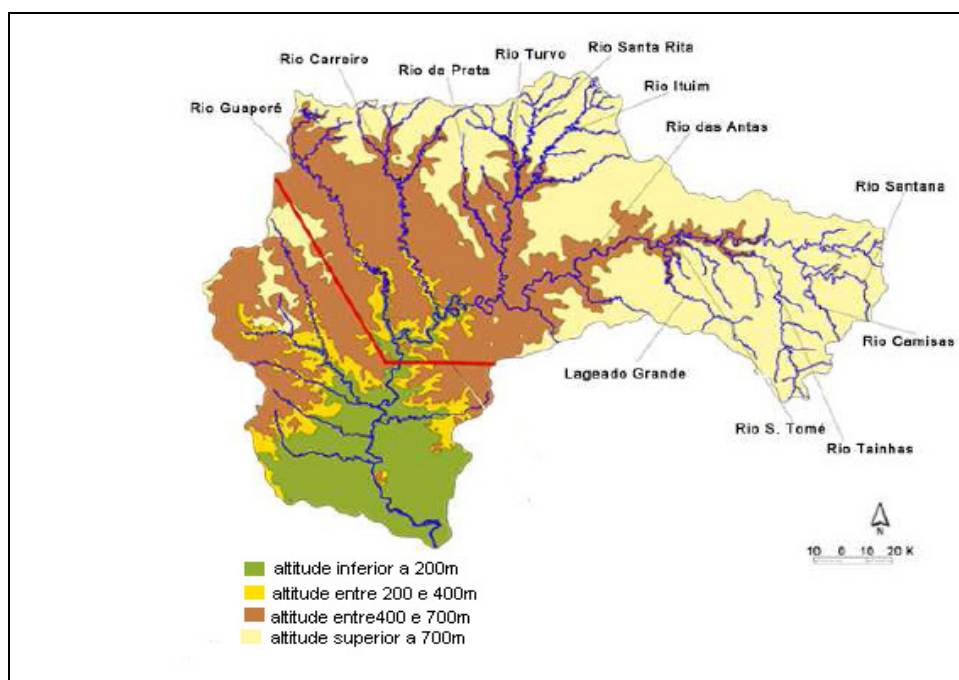 Rio Santa Rita
Rio Turvo
Rio Carreiro
Rio da Prata
Rio Ituim
Rio Guaporé
Rio das Antas
Rio Santana
Rio Camisas
Lageado Grande
Rio S. Tomé
Rio Tainhas
N
10 0 10 20 K
altitude inferior a 200m
altitude entre 200 e 400m
altitude entre400 e 700m
altitude superior a 700m